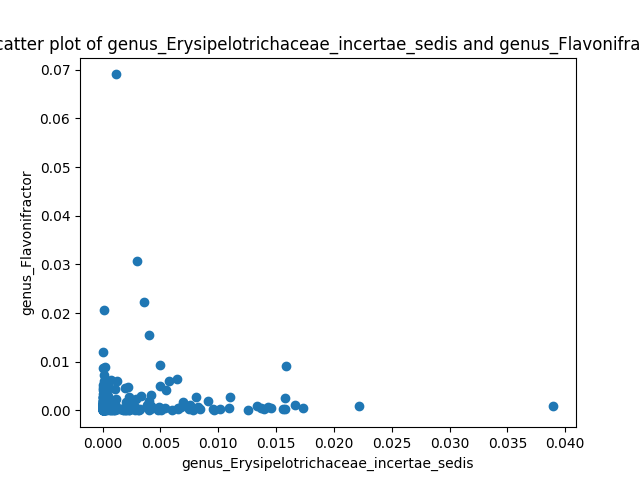 catter plot of genus_Erysipelotrichaceae_incertae_sedis and genus_Flavonifra
0.07
0.06
0.05
0.04
0.03
0.02
0.01
0.00
genus_Flavonifractor
0.000 0.005 0.010 0.015 0.020 0.025 0.030 0.035 0.040
genus_Erysipelotrichaceae_incertae_sedis